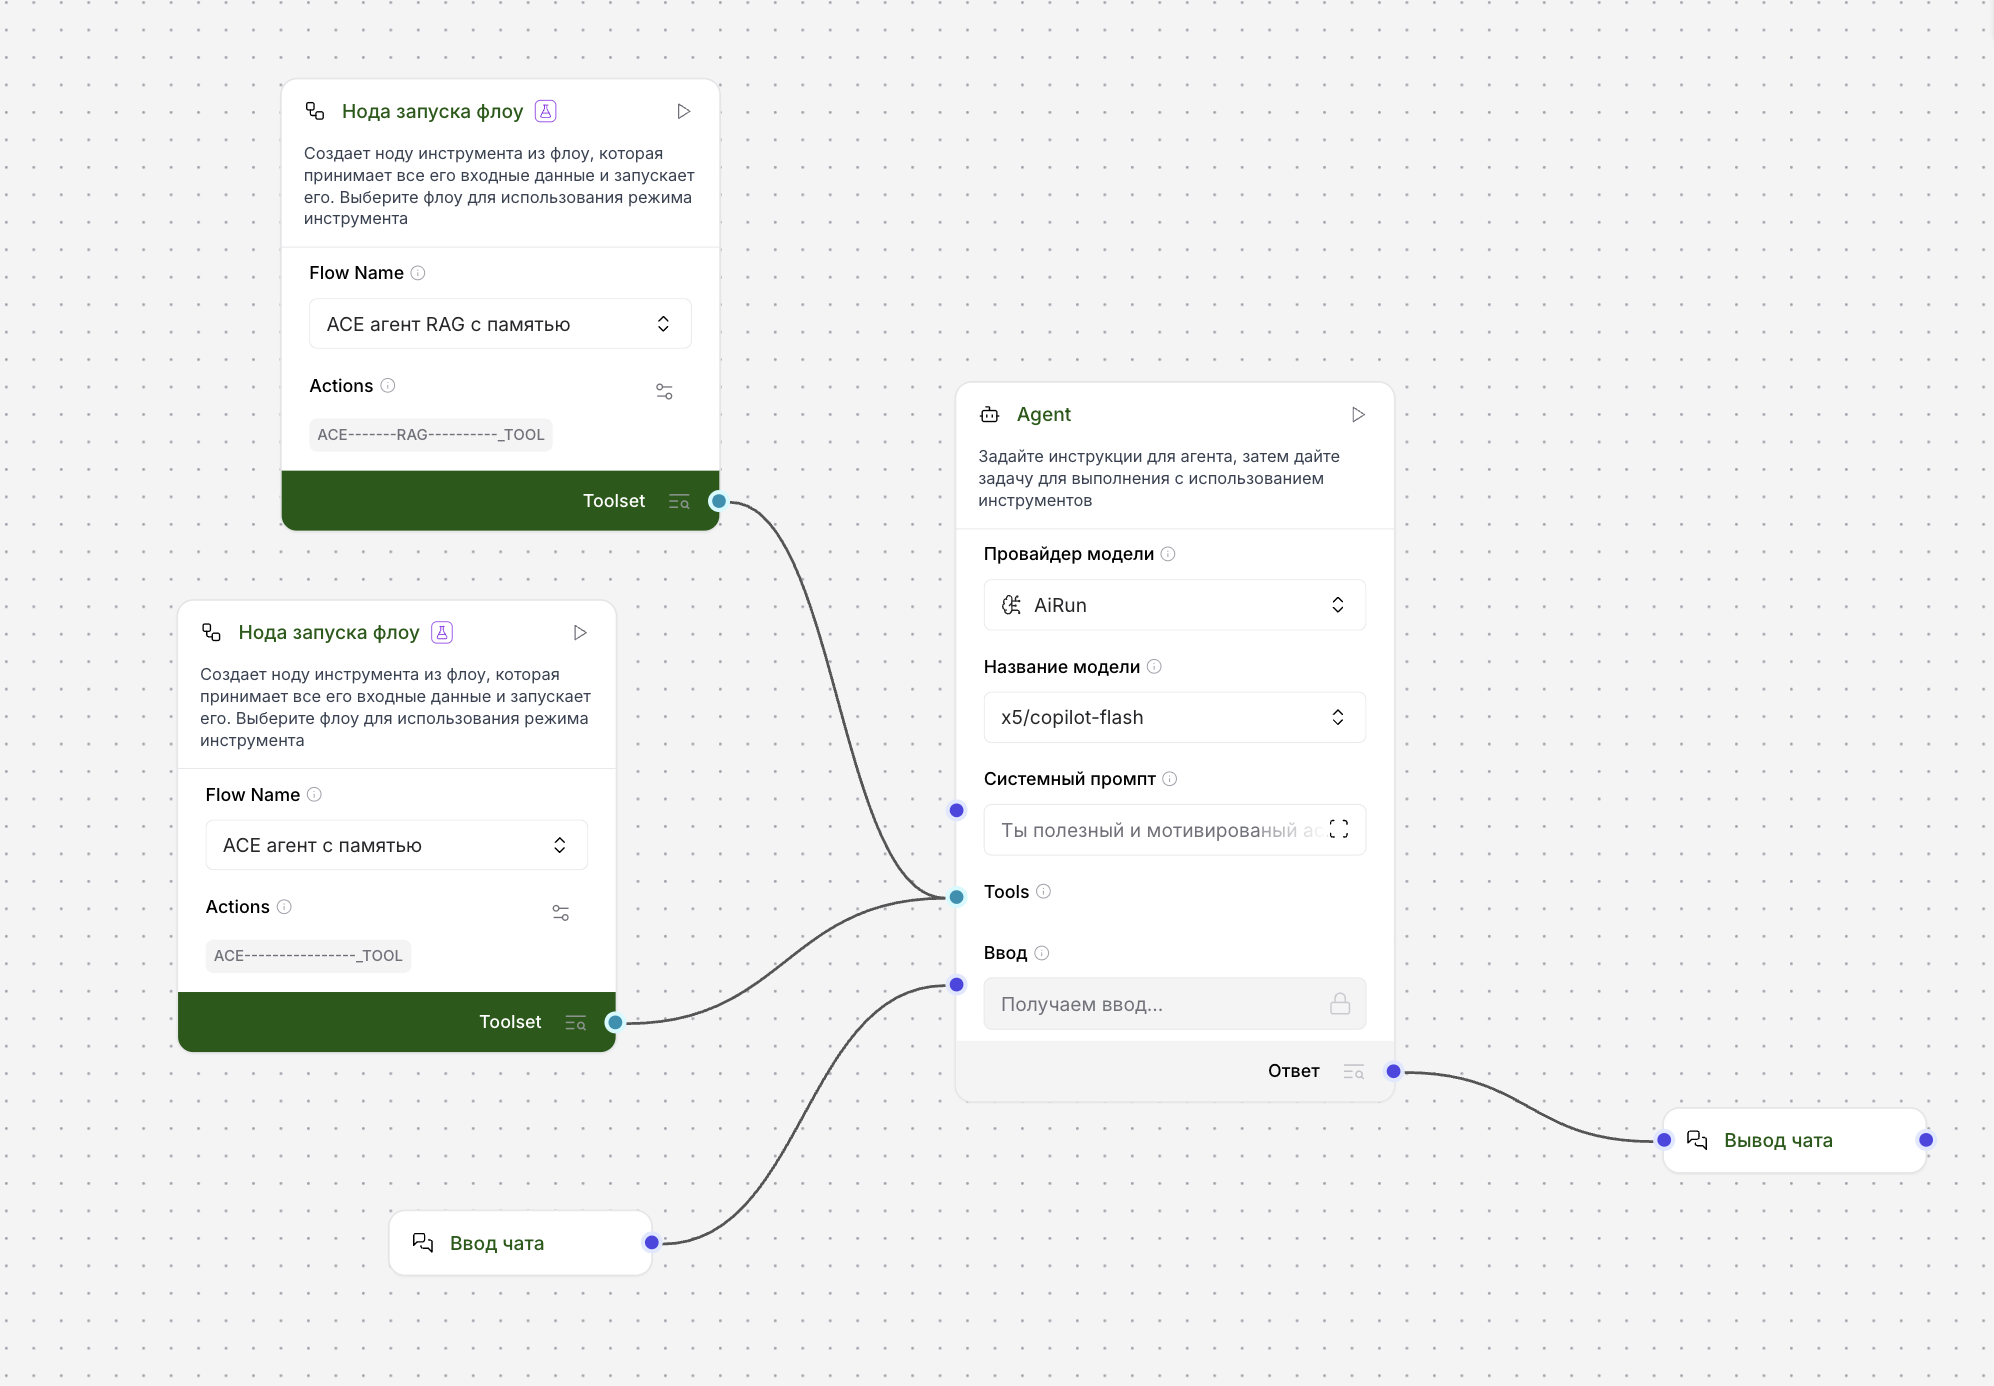 Нода запуска флоу
Создает ноду инструмента из флоу, которая
принимает все его входные данные и запускает
его. Выберите флоу для использования режима
инструмента
Flow Name
ACE агент RAG с памятью
Actions
ACE-------RAG----------_TOOL
Toolset
Нода запуска флоу
Создает ноду инструмента из флоу, которая
принимает все его входные данные и запускает
его. Выберите флоу для использования режима
инструмента
Flow Name
ACE агент с памятью
Actions
ACE----------------_TOOL
Toolset
Ввод чата
Agent
Задайте инструкции для агента, затем дайте
задачу для выполнения с использованием
инструментов
Провайдер модели
AiRun
Название модели
x5/copilot-flash
Системный промпт
Ты полезный и мотивированый
Tools
Ввод
Получаем ввод...
Ответ
Вывод чата